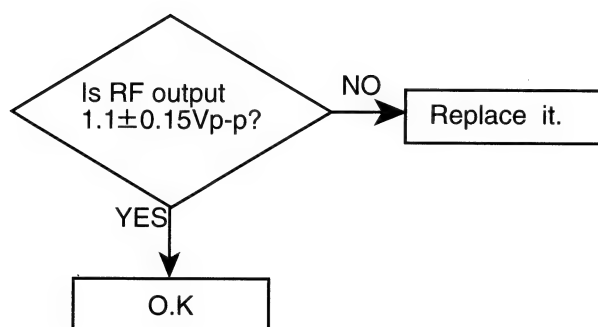 Is RF output
1.1±0.15Vp-p?
NO
Replace it.
YES
O.K